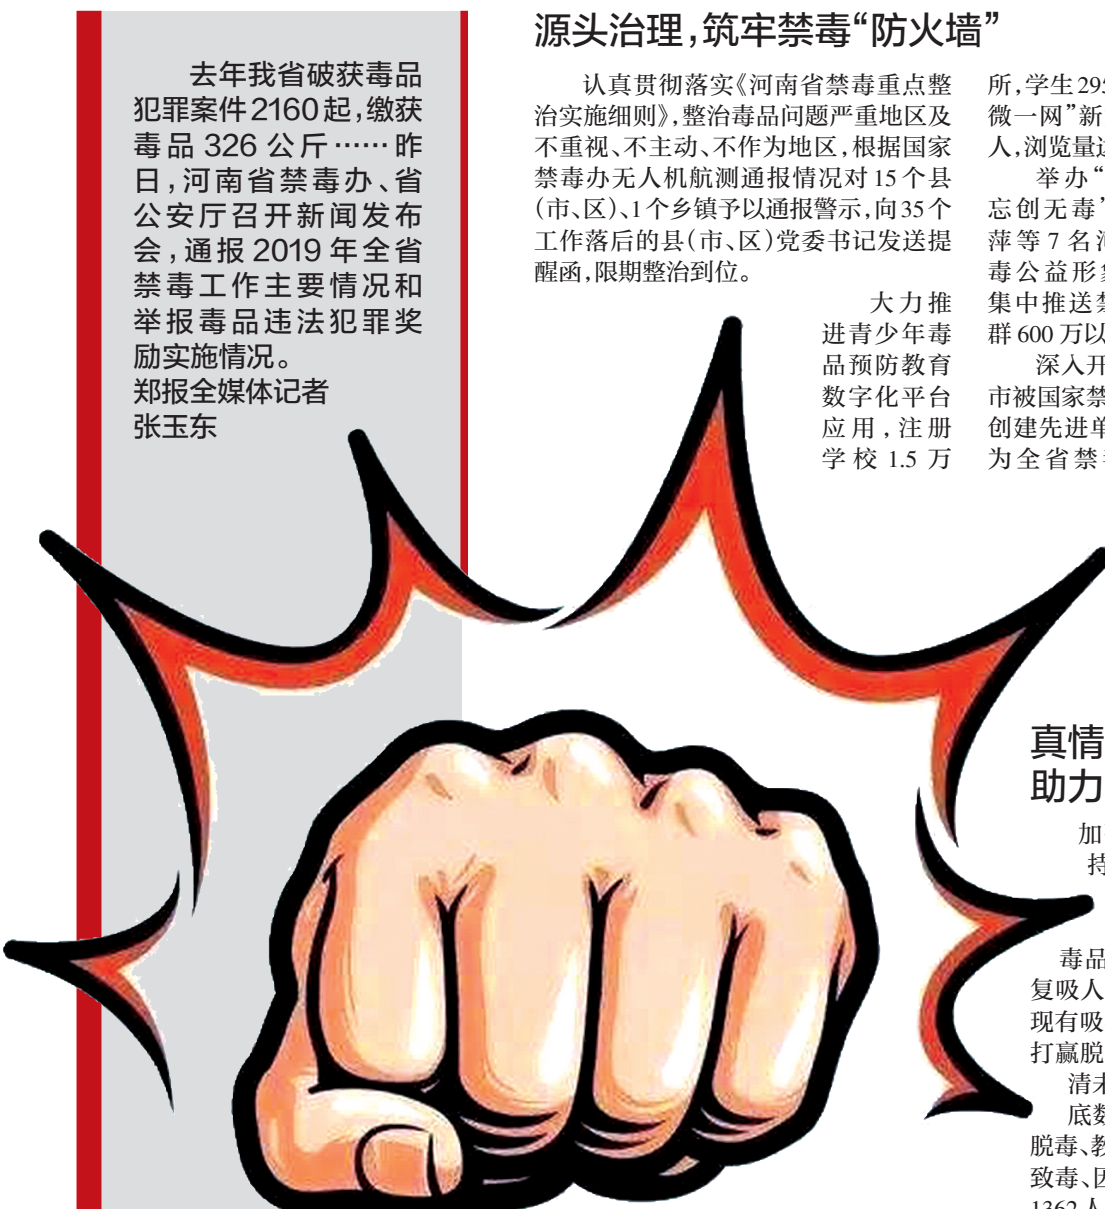 去年我省破获毒品
犯罪案件2160起,缴获
毒品 326 公斤……昨
日,河南省禁毒办、省
公安厅召开新闻发布
会,通报 2019 年全省
禁毒工作主要情况和
举报毒品违法犯罪奖
励实施情况。
郑报全媒体记者
张玉东
源头治理,筑牢禁毒“防火墙”
认真贯彻落实《河南省禁毒重点整
治实施细则》,整治毒品问题严重地区及
不重视、不主动、不作为地区,根据国家
禁毒办无人机航测通报情况对 15 个县
(市、区)、1个乡镇予以通报警示,向35个
工作落后的县(市、区)党委书记发送提
醒函,限期整治到位。
大力推
进青少年毒
品预防教育
数字化平台
应用,注册
学校 1.5 万
所,学生
微一网”新
人,浏览量
举办“
忘创无毒”
萍等 7 名
毒公益形象
集中推送
群 600 万以
深入开
市被国家禁
创建先进单
为全省禁
真情
助力
加
持
毒品
复吸人
现有吸
打赢脱
清未
底数
脱毒、教
致毒、因
1362人